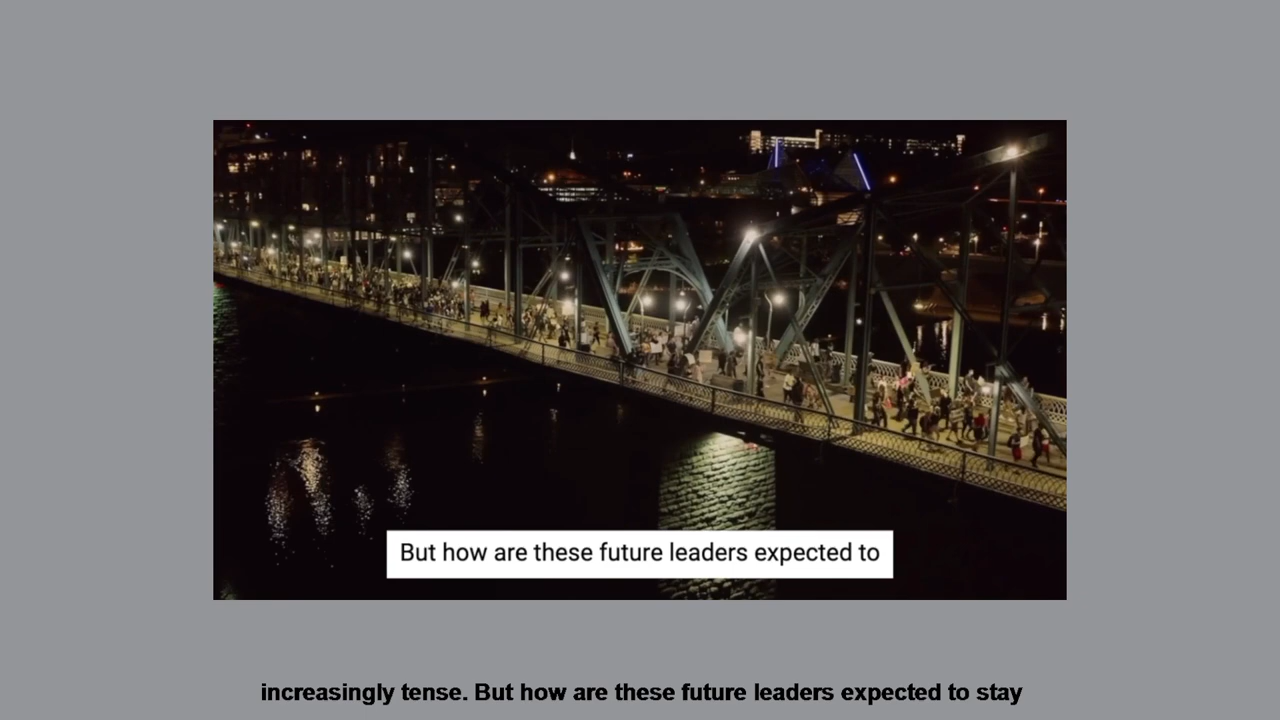 But how are these future leaders expected to
increasingly tense. But how are these future leaders expected to stay